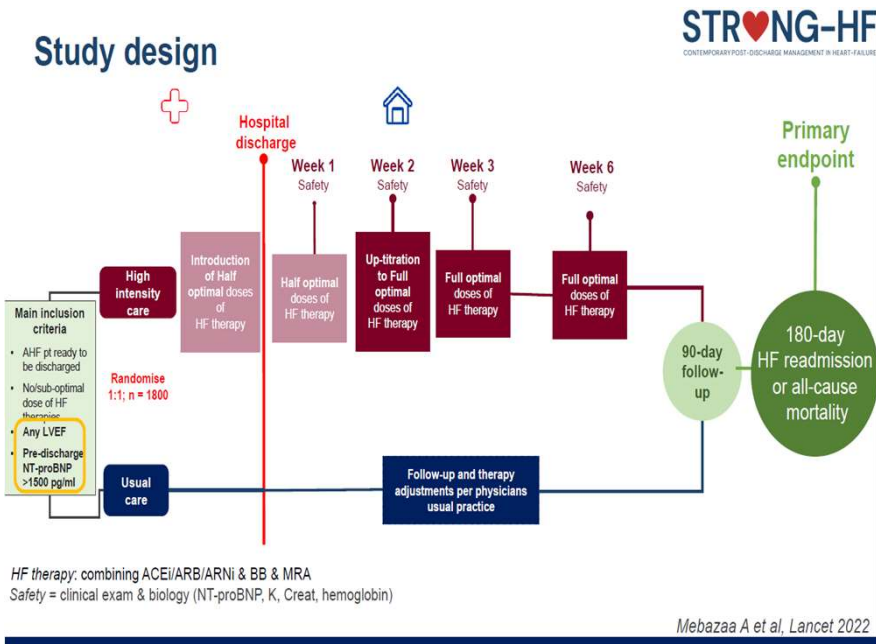 Study design
STRONG-HF
CONTEMPORARY POST-DISCHARGE MANAGEMENT IN HEART-FAILURE
Hospital
discharge
Week 1
Safety
Week 2
Safety
Week 3
Safety
Week 6
Safety
Primary
endpoint
High
intensity
care
Introduction
of Half
optimal doses
of
HF therapy
Half optimal
doses of
HF therapy
Up-titration
to Full
optimal
doses of
HF therapy
Full optimal
doses of
HF therapy
Full optimal
doses of
HF therapy
Main inclusion
criteria
• AHF pt ready to
be discharged
• No/sub-optimal
dose of HF
therapies
• Any LVEF
• Pre-discharge
NT-proBNP
>1500 pg/ml
Randomise
1:1; n = 1800
90-day
follow-
up
180-day
HF readmission
or all-cause
mortality
Usual
care
Follow-up and therapy
adjustments per physicians
usual practice
HF therapy: combining ACEi/ARB/ARNi & BB & MRA
Safety = clinical exam & biology (NT-proBNP, K, Creat, hemoglobin)
Mebazaa A et al, Lancet 2022